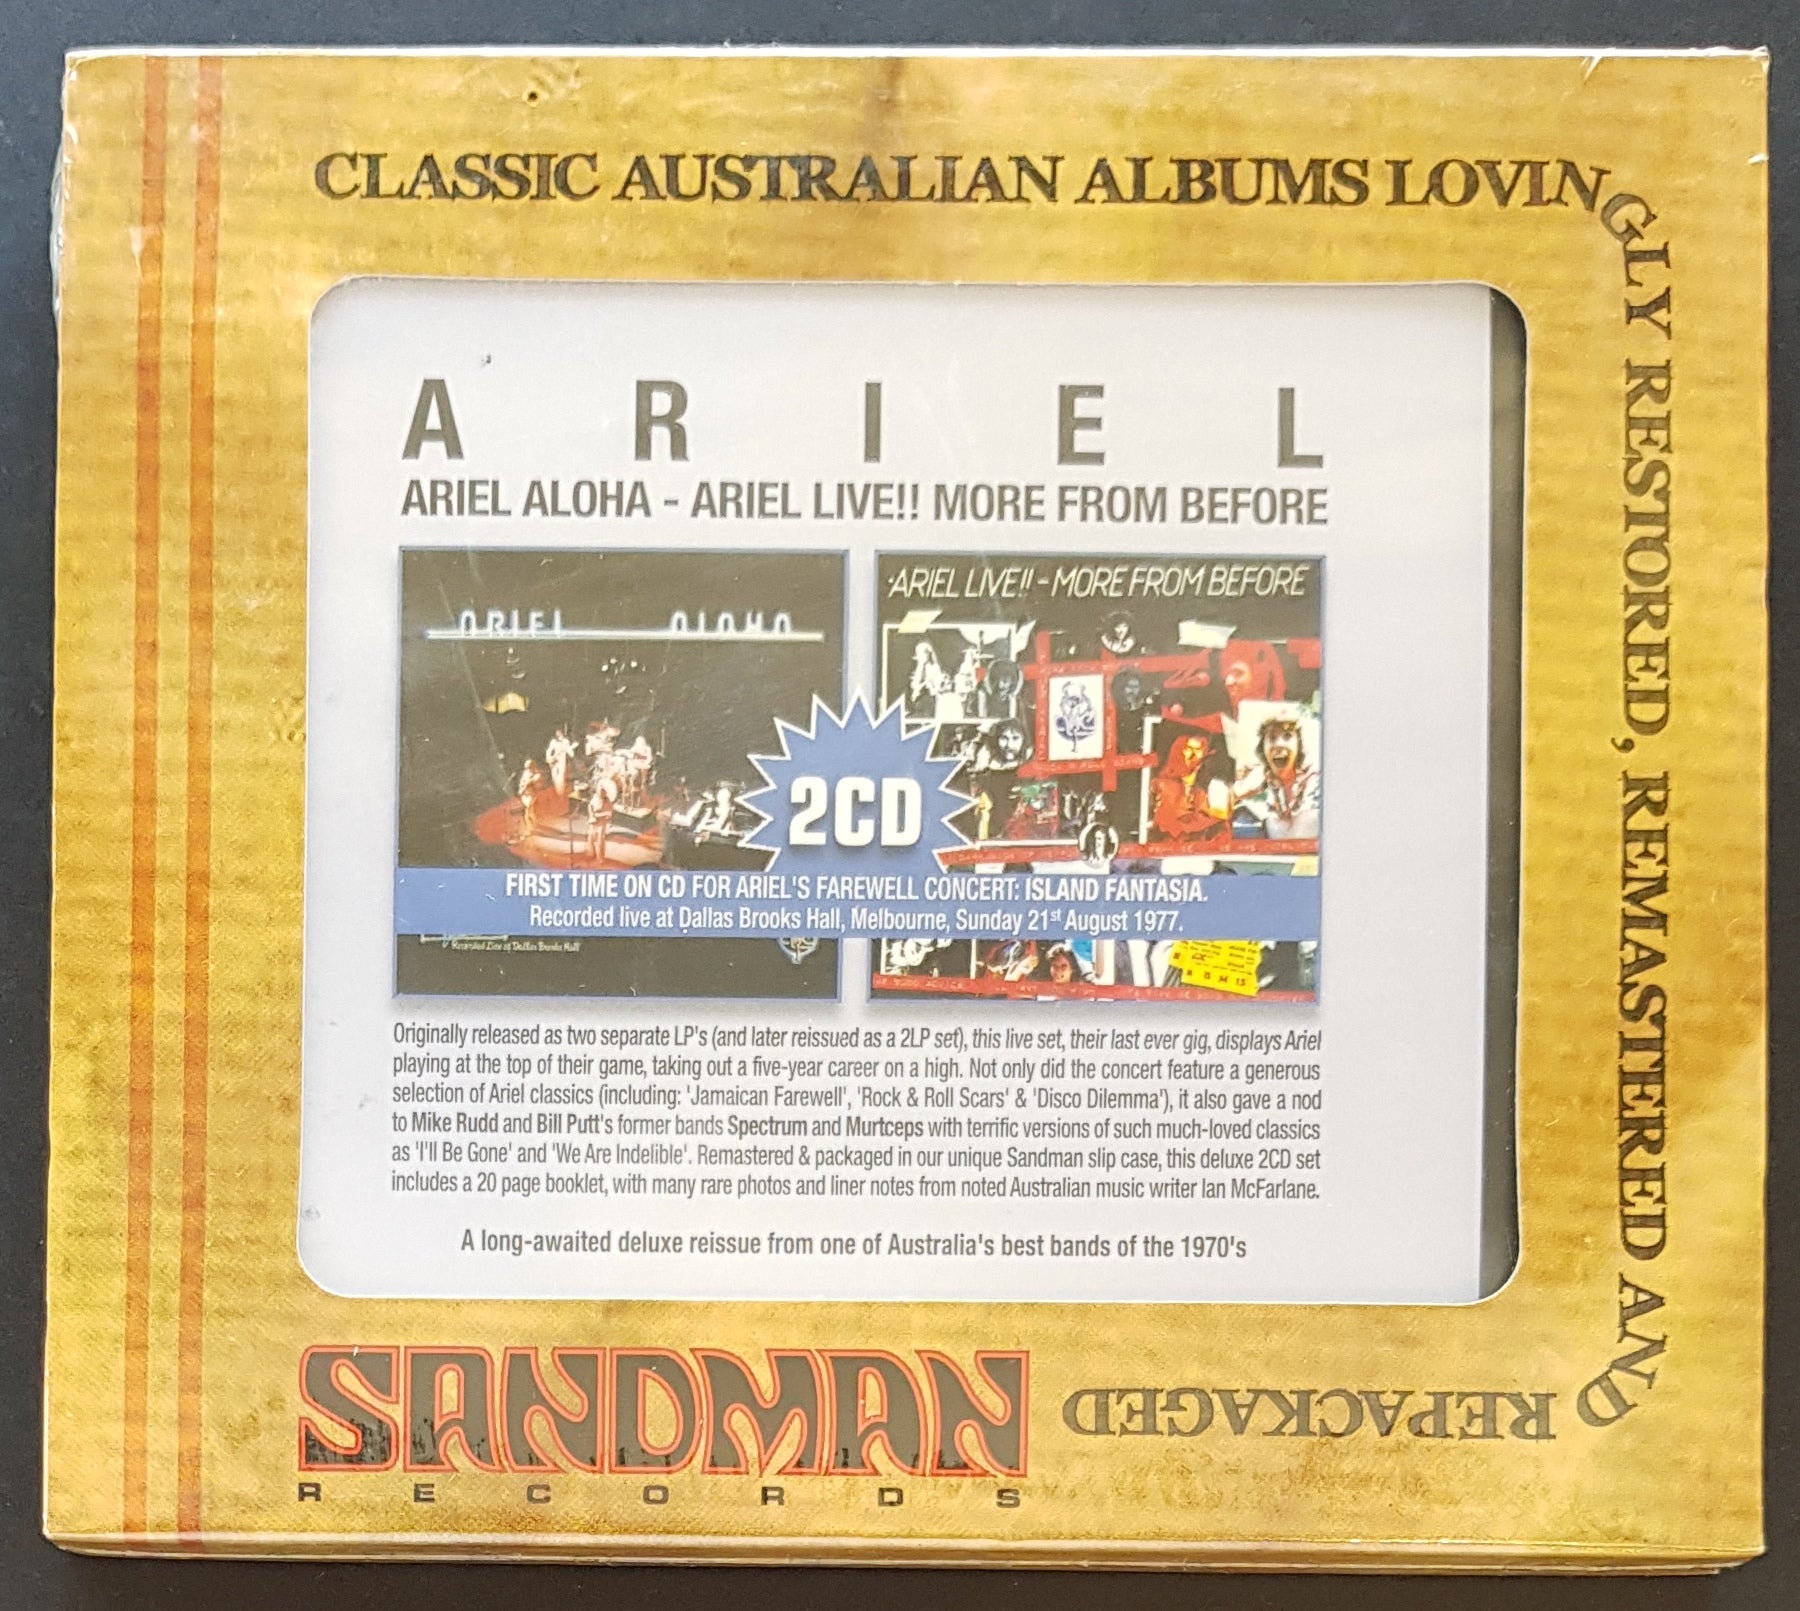 CLASSIC AUSTRALIAN ALBUMS LOVINGLY RESTORED, REMASTERED AND REPACKAGED
ARIEL
ARIEL ALOHA - ARIEL LIVE!! MORE FROM BEFORE
ARIEL ALOHA
ARIEL LIVE!! - MORE FROM BEFORE
2CD
FIRST TIME ON CD FOR ARIEL'S FAREWELL CONCERT: ISLAND FANTASIA.
Recorded live at Dallas Brooks Hall, Melbourne, Sunday 21st August 1977.
Recorded Live at Dallas Brooks Hall
Originally released as two separate LP's (and later reissued as a 2LP set), this live set, their last ever gig, displays Ariel
playing at the top of their game, taking out a five-year career on a high. Not only did the concert feature a generous
selection of Ariel classics (including: 'Jamaican Farewell', 'Rock & Roll Scars' & 'Disco Dilemma'), it also gave a nod
to Mike Rudd and Bill Putt's former bands Spectrum and Murtceps with terrific versions of such much-loved classics
as 'I'll Be Gone' and 'We Are Indelible'. Remastered & packaged in our unique Sandman slip case, this deluxe 2CD set
includes a 20 page booklet, with many rare photos and liner notes from noted Australian music writer Ian McFarlane.
A long-awaited deluxe reissue from one of Australia's best bands of the 1970's
SANDMAN
RECORDS